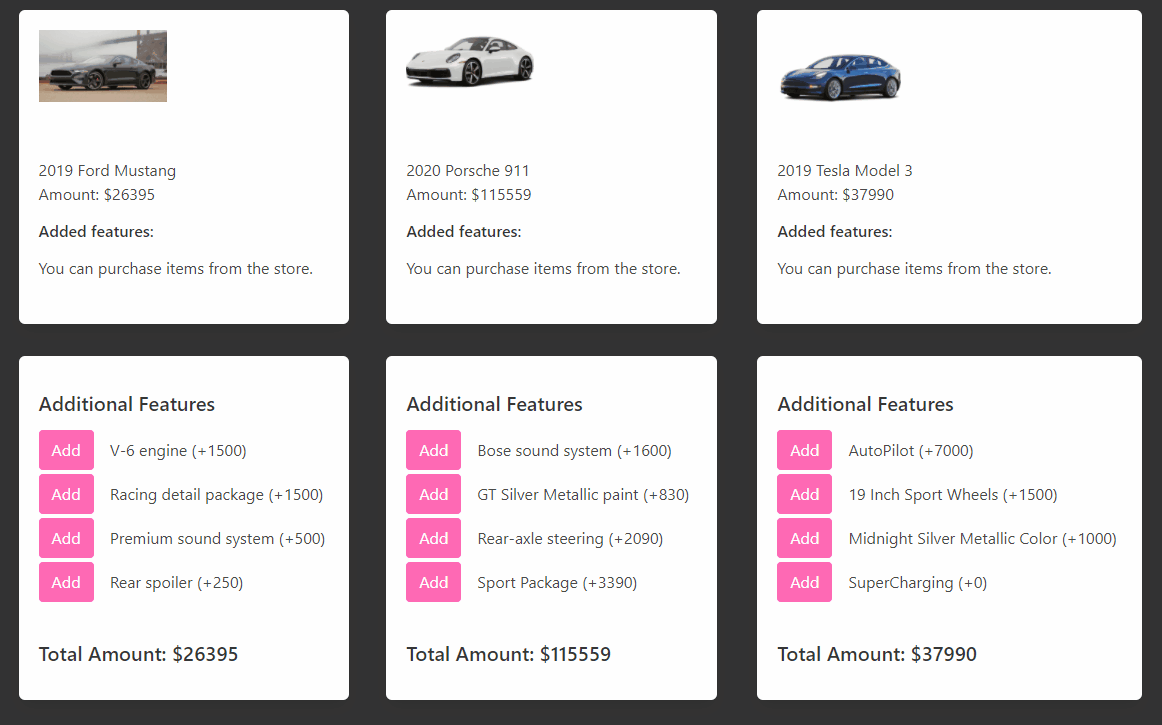 2019 Ford Mustang
Amount: $26395
Added features:
You can purchase items from the store.
2020 Porsche 911
Amount: $115559
Added features:
You can purchase items from the store.
2019 Tesla Model 3
Amount: $37990
Added features:
You can purchase items from the store.
Additional Features
Add V-6 engine (+1500)
Add Racing detail package (+1500)
Add Premium sound system (+500)
Add Rear spoiler (+250)
Total Amount: $26395
Additional Features
Add Bose sound system (+1600)
Add GT Silver Metallic paint (+830)
Add Rear-axle steering (+2090)
Add Sport Package (+3390)
Total Amount: $115559
Additional Features
Add AutoPilot (+7000)
Add 19 Inch Sport Wheels (+1500)
Add Midnight Silver Metallic Color (+1000)
Add SuperCharging (+0)
Total Amount: $37990